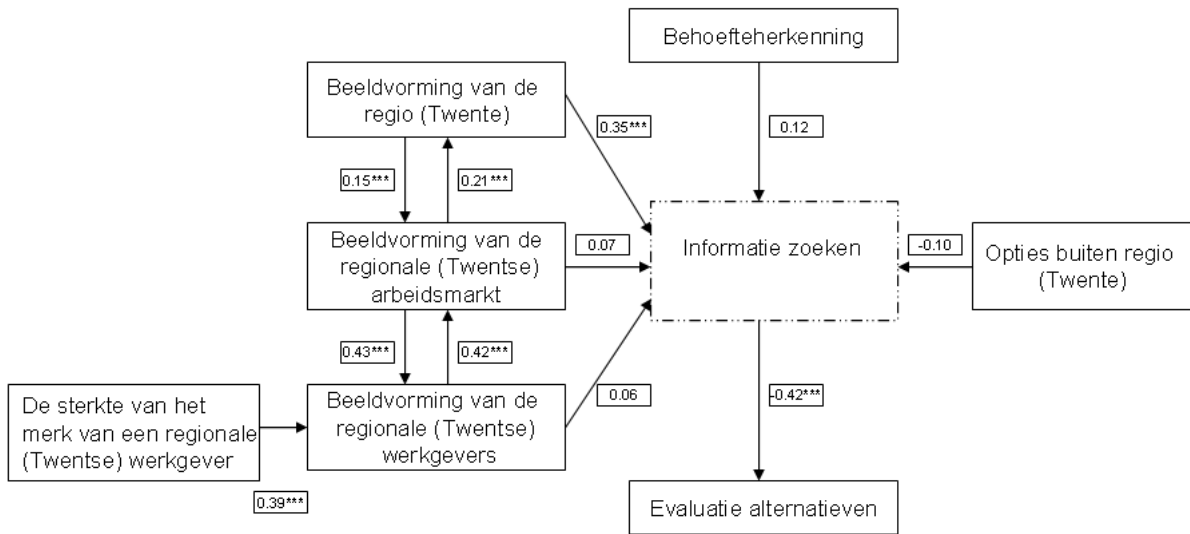 Behoefteherkenning
Beeldvorming van de
regio (Twente)
0.35***
0.12
0.15***
0.21***
Beeldvorming van de
regionale (Twentse)
arbeidsmarkt
0.07
Informatie zoeken
-0.10
Opties buiten regio
(Twente)
0.43***
0.42***
De sterkte van het
merk van een regionale
(Twentse) werkgever
0.39***
Beeldvorming van de
regionale (Twentse)
werkgevers
0.06
-0.42***
Evaluatie alternatieven